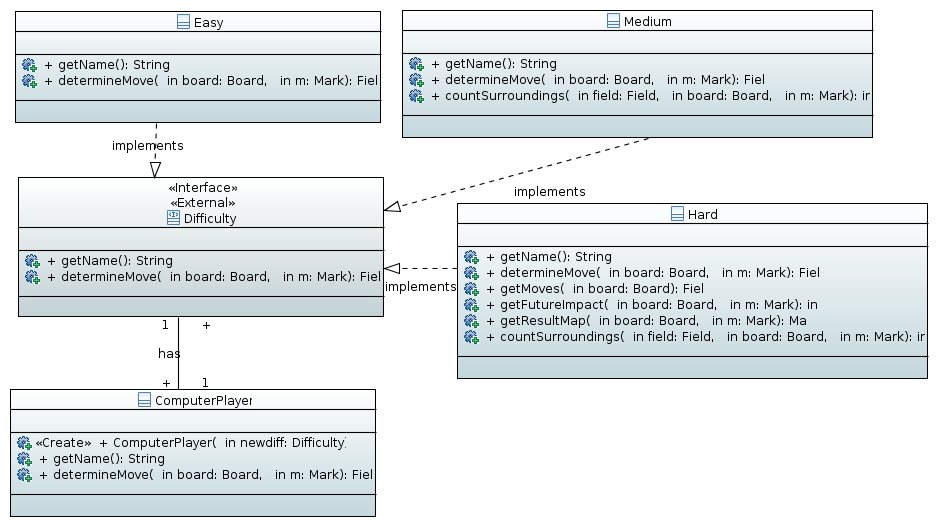 Easy
+ getName(): String
+ determineMove( in board: Board, in m: Mark): Fiel
Medium
+ getName(): String
+ determineMove( in board: Board, in m: Mark): Fiel
+ countSurroundings( in field: Field, in board: Board, in m: Mark): ir
implements
implements
«Interface»
«External»
Difficulty
+ getName(): String
+ determineMove( in board: Board, in m: Mark): Fiel
implements
Hard
+ getName(): String
+ determineMove( in board: Board, in m: Mark): Fiel
+ getMoves( in board: Board): Fiel
+ getFutureImpact( in board: Board, in m: Mark): in
+ getResultMap( in board: Board, in m: Mark): Ma
+ countSurroundings( in field: Field, in board: Board, in m: Mark): ir
1 +
has
+ 1
ComputerPlayer
«Create» + ComputerPlayer( in newdiff: Difficulty)
+ getName(): String
+ determineMove( in board: Board, in m: Mark): Fiel